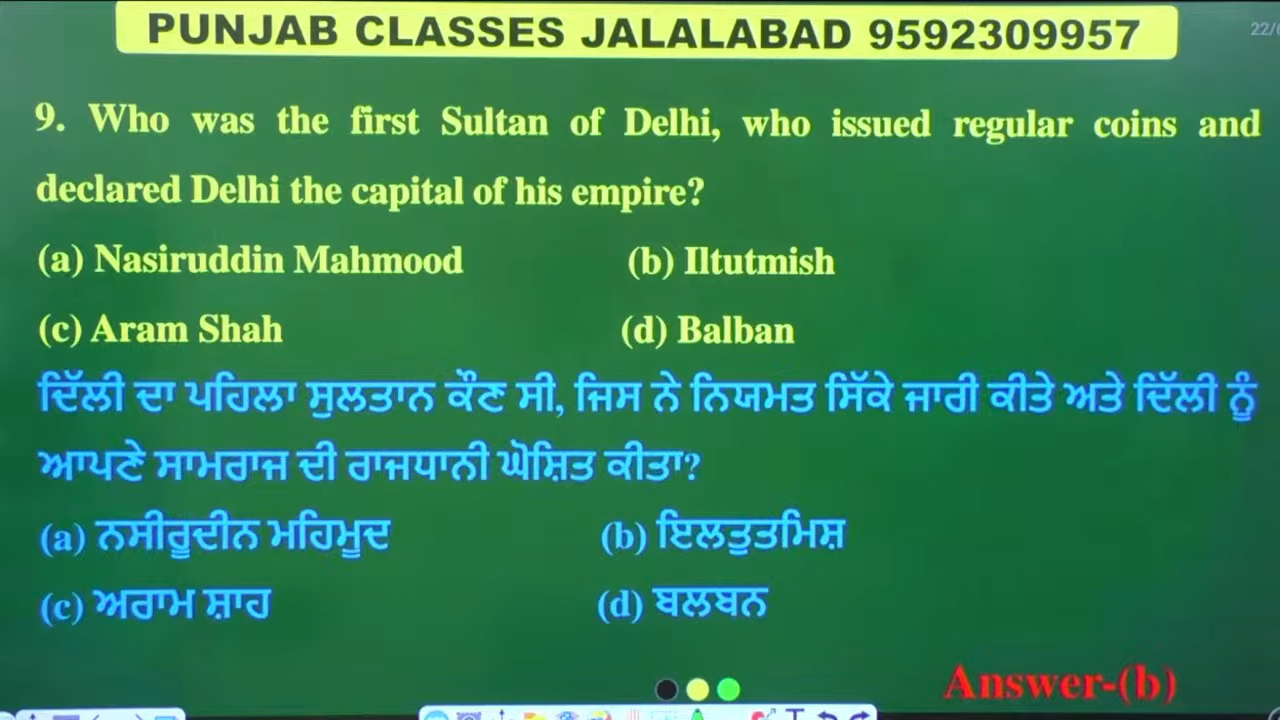 PUNJAB CLASSES JALALABAD 9592309957
22/0
9. Who was the first Sultan of Delhi, who issued regular coins and
declared Delhi the capital of his empire?
(a) Nasiruddin Mahmood (b) Iltutmish
(c) Aram Shah (d) Balban
ਦਿੱਲੀ ਦਾ ਪਹਿਲਾ ਸੁਲਤਾਨ ਕੌਣ ਸੀ, ਜਿਸ ਨੇ ਨਿਯਮਤ ਸਿੱਕੇ ਜਾਰੀ ਕੀਤੇ ਅਤੇ ਦਿੱਲੀ ਨੂੰ
ਆਪਣੇ ਸਾਮਰਾਜ ਦੀ ਰਾਜਧਾਨੀ ਘੋਸ਼ਿਤ ਕੀਤਾ?
(a) ਨਸੀਰੂਦੀਨ ਮਹਿਮੂਦ (b) ਇਲਤੁਤਮਿਸ਼
(c) ਅਰਾਮ ਸ਼ਾਹ (d) ਬਲਬਨ
Answer-(b)